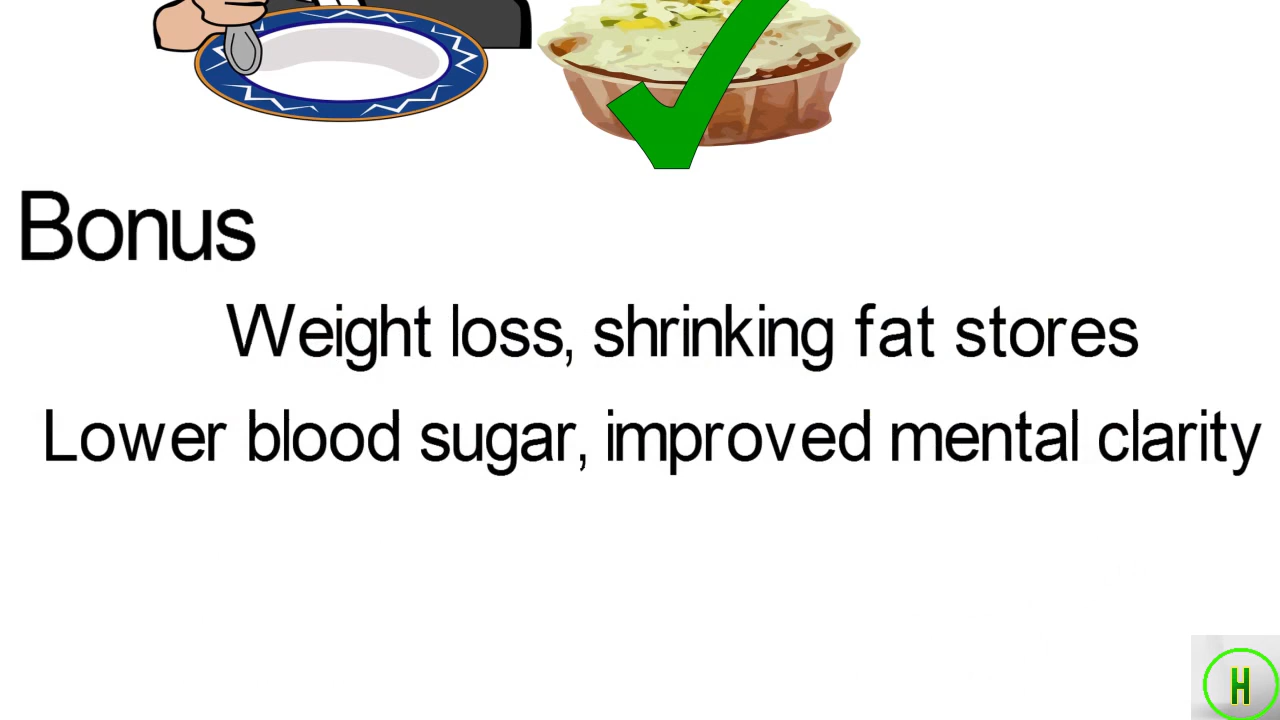 Bonus
Weight loss, shrinking fat stores
Lower blood sugar, improved mental clarity
H